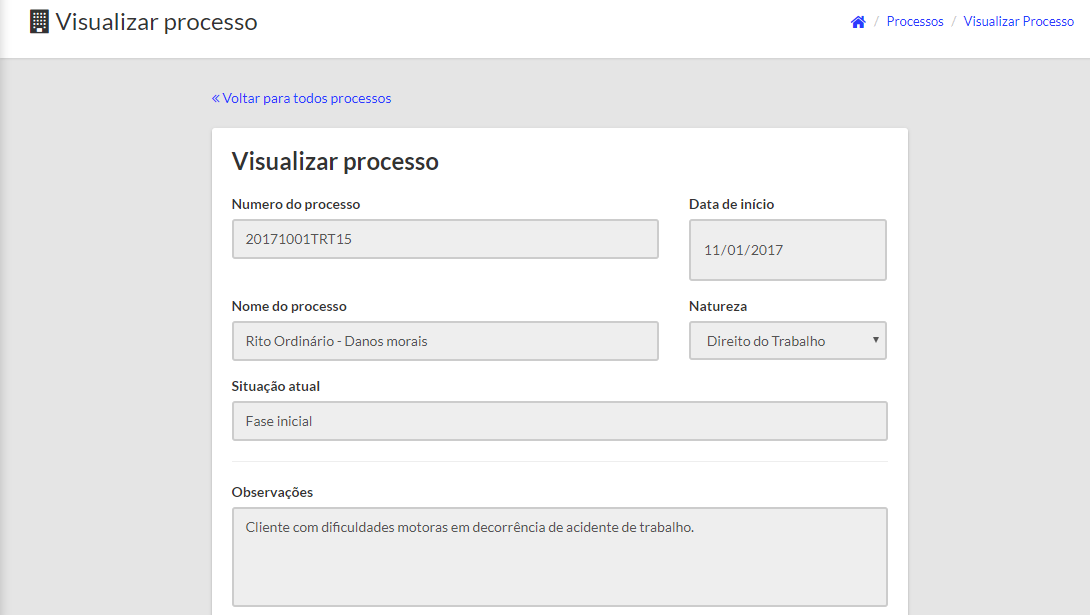 Visualizar processo
/ Processos / Visualizar Processo
« Voltar para todos processos
Visualizar processo
Numero do processo
Data de início
20171001TRT15
11/01/2017
Nome do processo
Natureza
Rito Ordinário - Danos morais
Direito do Trabalho
Situação atual
Fase inicial
Observações
Cliente com dificuldades motoras em decorrência de acidente de trabalho.